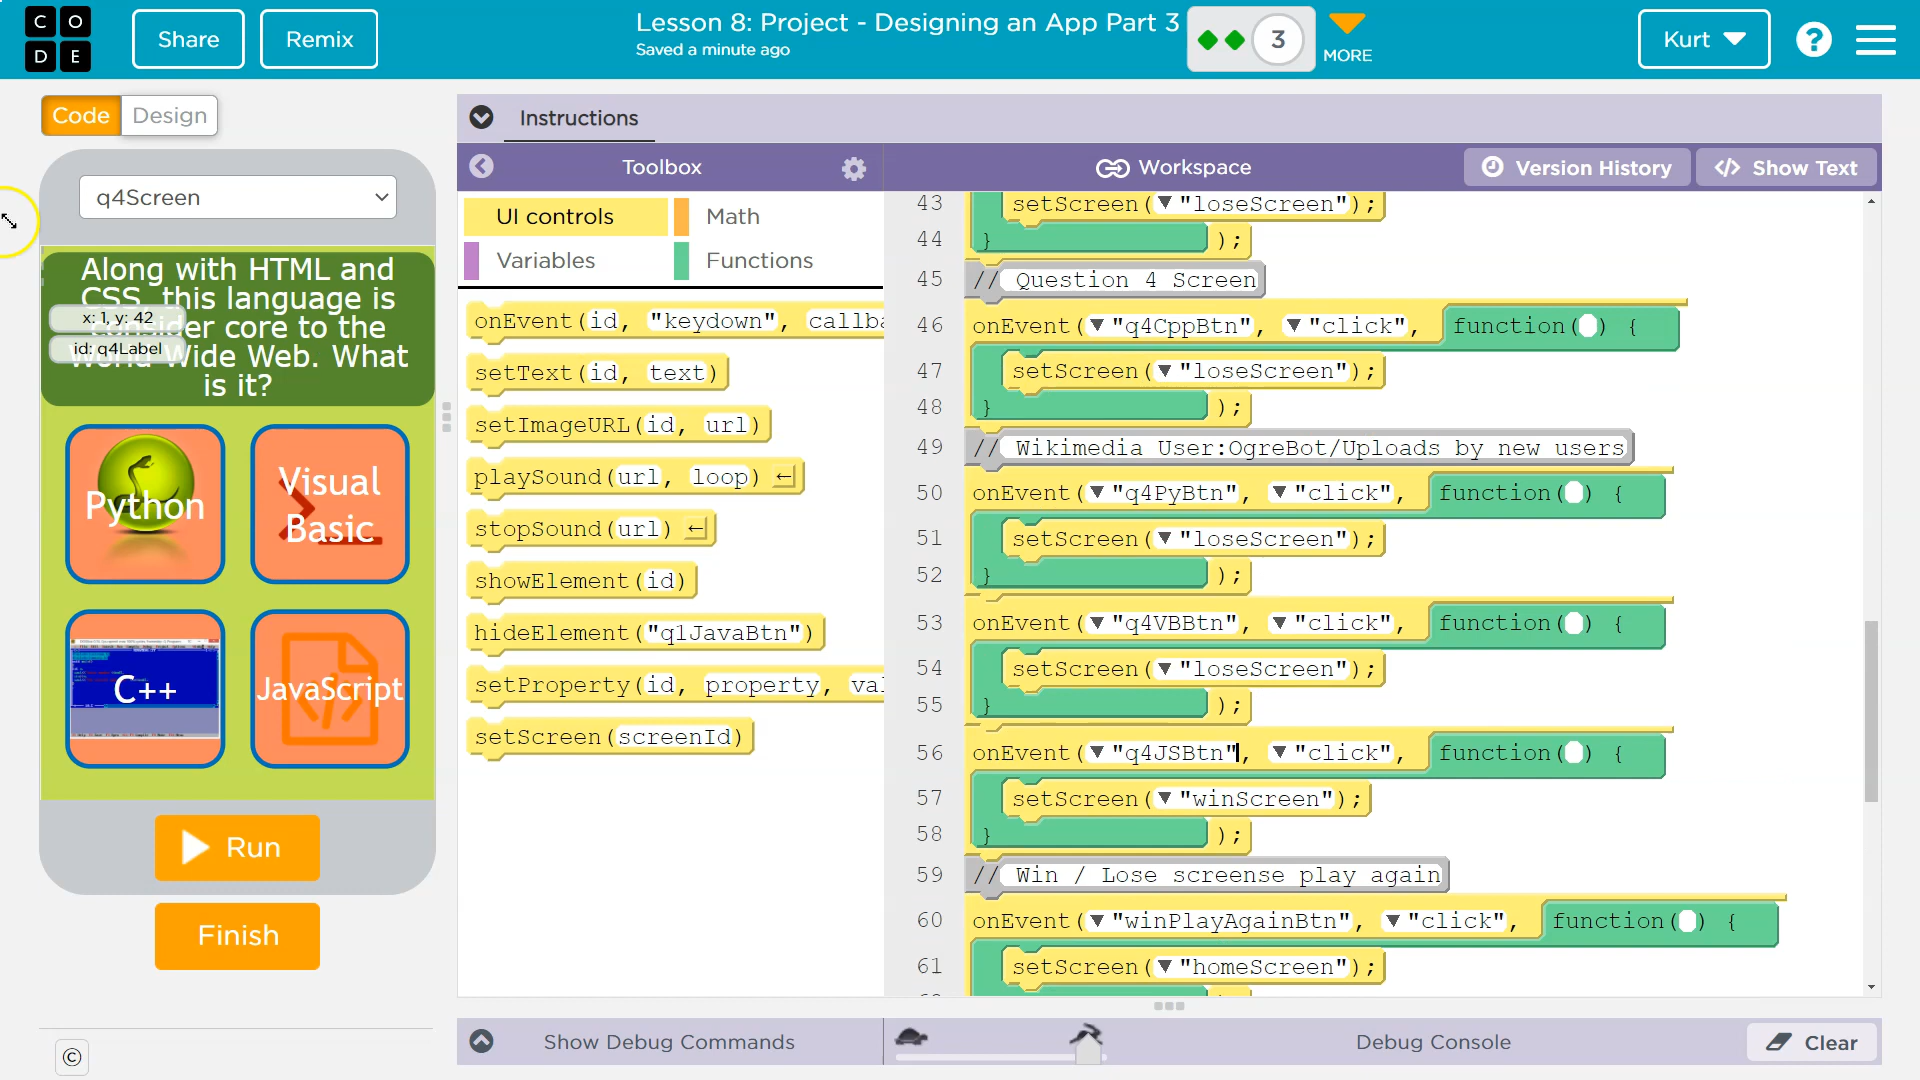 CODE
Share
Remix
Lesson 8: Project - Designing an App Part 3
Saved a minute ago
3
MORE
Kurt
?
Code
Design
Instructions
Toolbox
Workspace
Version History
</> Show Text
q4Screen
UI controls
Math
Variables
Functions
Along with HTML and
CSS, this language is
consider core to the
World Wide Web. What
is it?
x: 1, y: 42
id: q4Label
Python
Visual
Basic
C++
JavaScript
Run
Finish
©
onEvent(id, "keydown", callba
setText(id, text)
setImageURL(id, url)
playSound(url, loop)
stopSound(url)
showElement(id)
hideElement("q1JavaBtn")
setProperty(id, property, val
setScreen(screenId)
43 setScreen("loseScreen");
44 } );
45 // Question 4 Screen
46 onEvent("q4CppBtn", "click", function() {
47 setScreen("loseScreen");
48 } );
49 // Wikimedia User:OgreBot/Uploads by new users
50 onEvent("q4PyBtn", "click", function() {
51 setScreen("loseScreen");
52 } );
53 onEvent("q4VBBtn", "click", function() {
54 setScreen("loseScreen");
55 } );
56 onEvent("q4JSBtn", "click", function() {
57 setScreen("winScreen");
58 } );
59 // Win / Lose screense play again
60 onEvent("winPlayAgainBtn", "click", function() {
61 setScreen("homeScreen");
Show Debug Commands
Debug Console
Clear